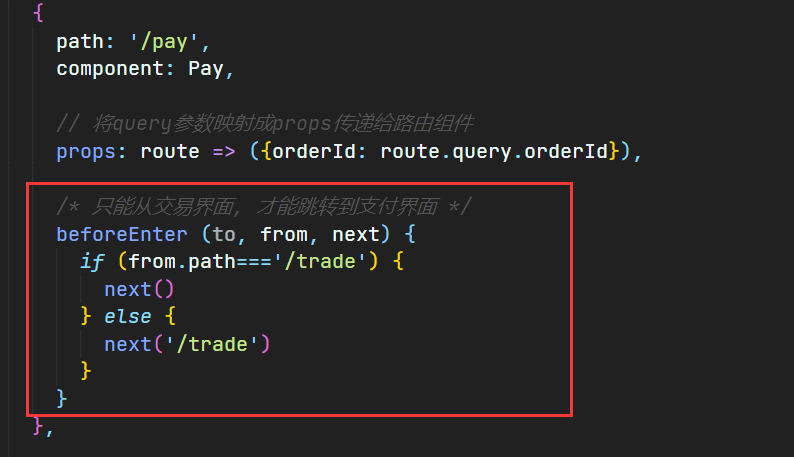 {
path: '/pay',
component: Pay,
// 将query参数映射成props传递给路由组件
props: route => ({orderId: route.query.orderId}),
/* 只能从交易界面, 才能跳转到支付界面 */
beforeEnter (to, from, next) {
if (from.path==='/trade') {
next()
} else {
next('/trade')
}
}
},